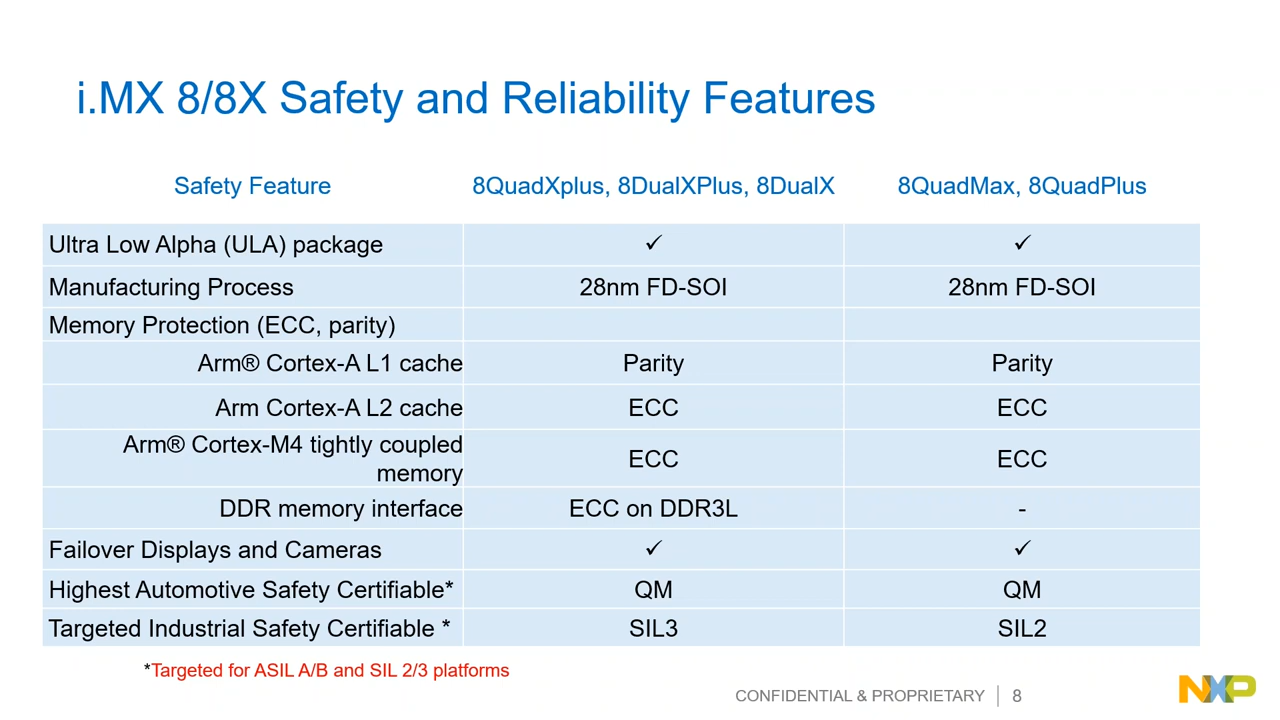 i.MX 8/8X Safety and Reliability Features
Safety Feature 8QuadXplus, 8DualXPlus, 8DualX 8QuadMax, 8QuadPlus
Ultra Low Alpha (ULA) package ✓ ✓
Manufacturing Process 28nm FD-SOI 28nm FD-SOI
Memory Protection (ECC, parity)
Arm® Cortex-A L1 cache Parity Parity
Arm Cortex-A L2 cache ECC ECC
Arm® Cortex-M4 tightly coupled
memory ECC ECC
DDR memory interface ECC on DDR3L -
Failover Displays and Cameras ✓ ✓
Highest Automotive Safety Certifiable* QM QM
Targeted Industrial Safety Certifiable * SIL3 SIL2
*Targeted for ASIL A/B and SIL 2/3 platforms
CONFIDENTIAL & PROPRIETARY | 8
NXP